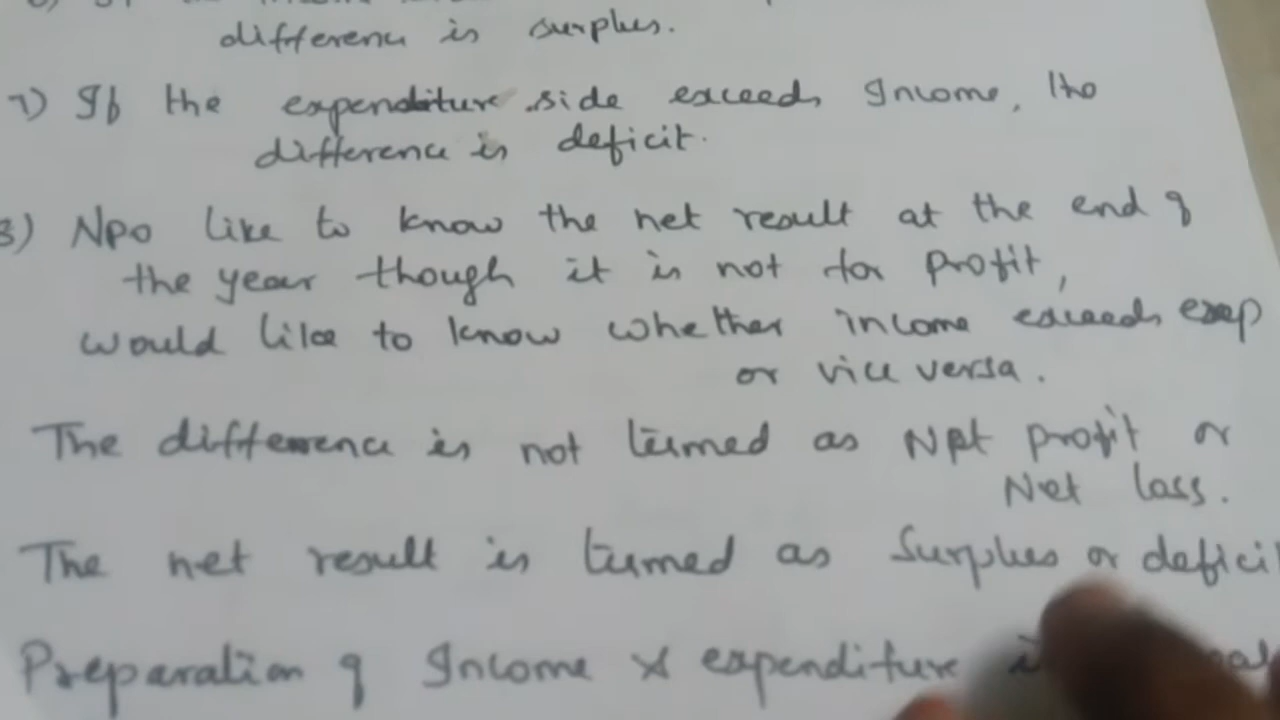 difference is surplus.
7) If the expenditure side exceeds Income, the
difference is deficit.
8) NPO like to know the net result at the end of
the year though it is not for profit,
would like to know whether income exceeds exp
or vice versa.
The difference is not termed as Net profit or
Net loss.
The net result is termed as Surplus or deficit
Preparation of Income & expenditure